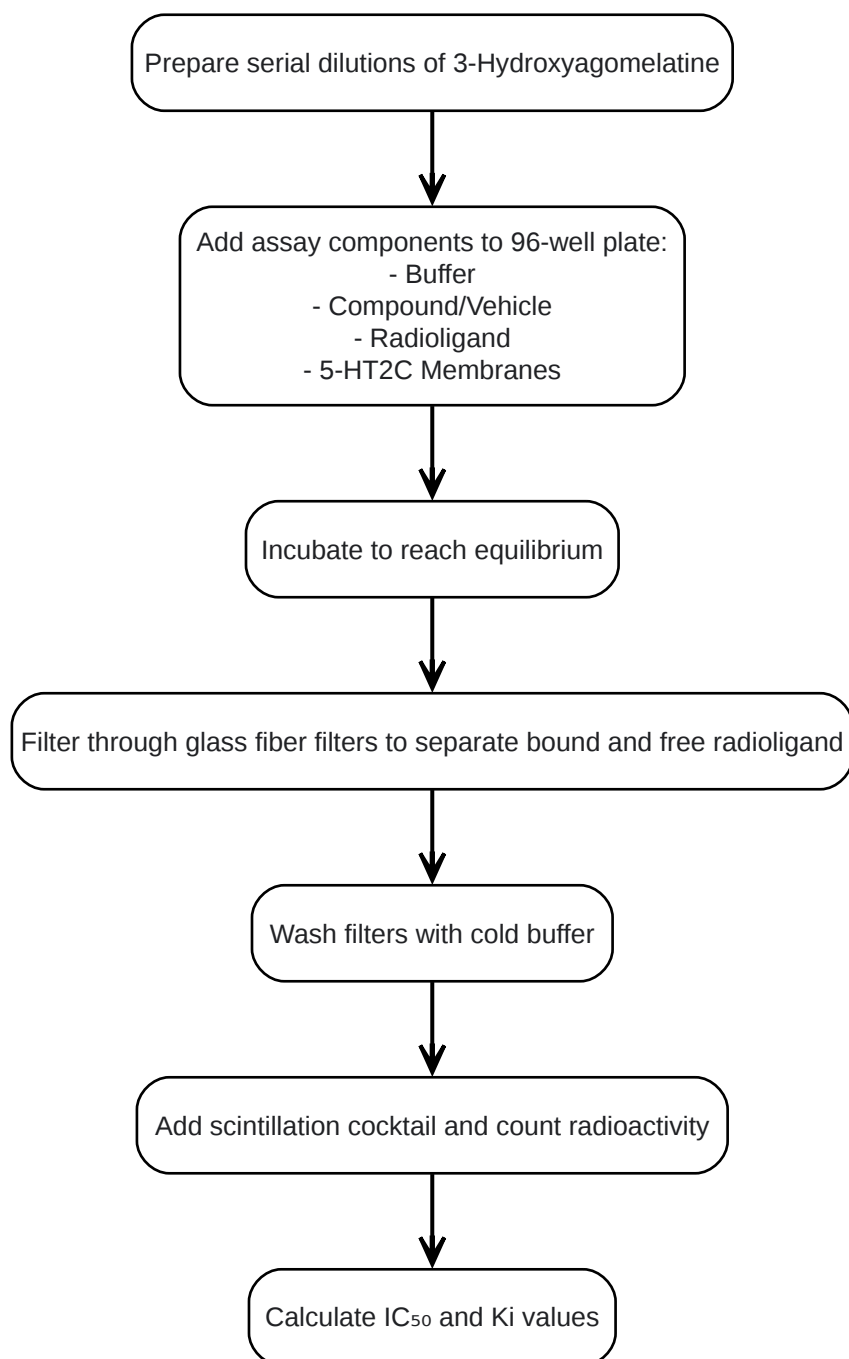 Prepare serial dilutions of 3-Hydroxyagomelatine
Add assay components to 96-well plate:
- Buffer
- Compound/Vehicle
- Radioligand
- 5-HT2C Membranes
Incubate to reach equilibrium
Filter through glass fiber filters to separate bound and free radioligand
Wash filters with cold buffer
Add scintillation cocktail and count radioactivity
Calculate IC₅₀ and Ki values